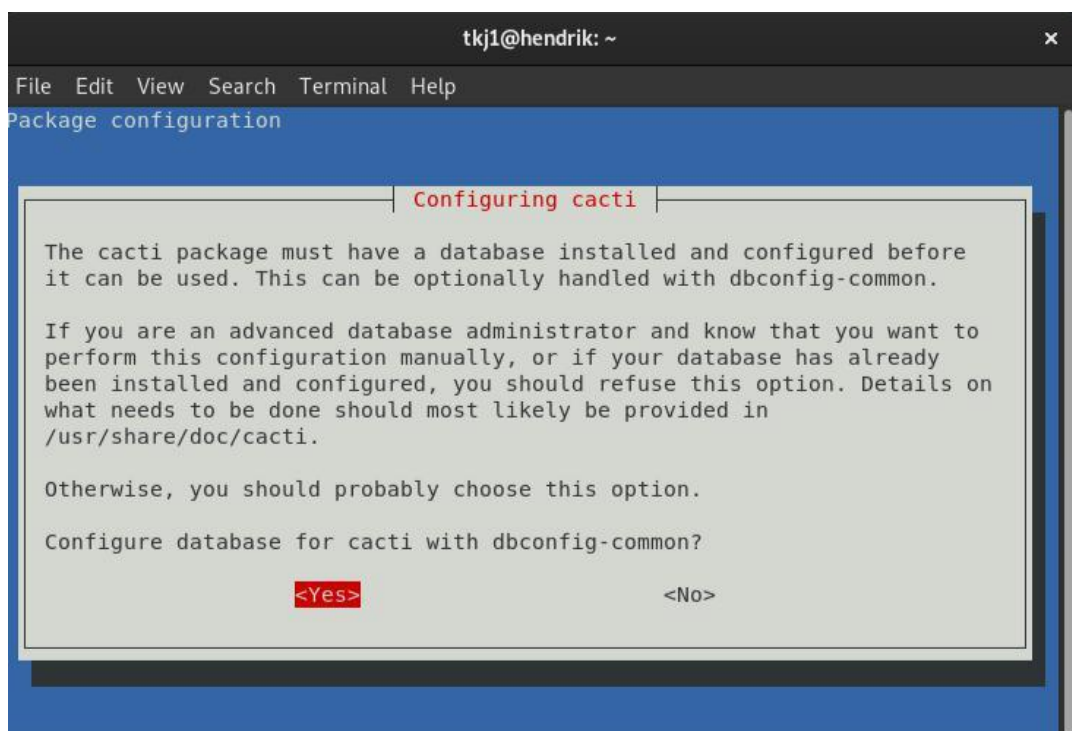 tkj1@hendrik: ~
×
File Edit View Search Terminal Help
Package configuration
Configuring cacti
The cacti package must have a database installed and configured before
it can be used. This can be optionally handled with dbconfig-common.
If you are an advanced database administrator and know that you want to
perform this configuration manually, or if your database has already
been installed and configured, you should refuse this option. Details on
what needs to be done should most likely be provided in
/usr/share/doc/cacti.
Otherwise, you should probably choose this option.
Configure database for cacti with dbconfig-common?
<Yes> <No>